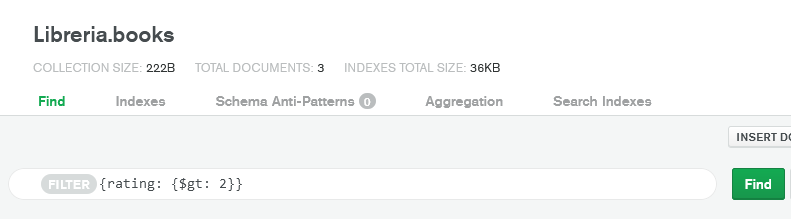 Libreria.books
COLLECTION SIZE: 222B TOTAL DOCUMENTS: 3 INDEXES TOTAL SIZE: 36KB
Find Indexes Schema Anti-Patterns 0 Aggregation Search Indexes
INSERT DO
FILTER {rating: {$gt: 2}} Find